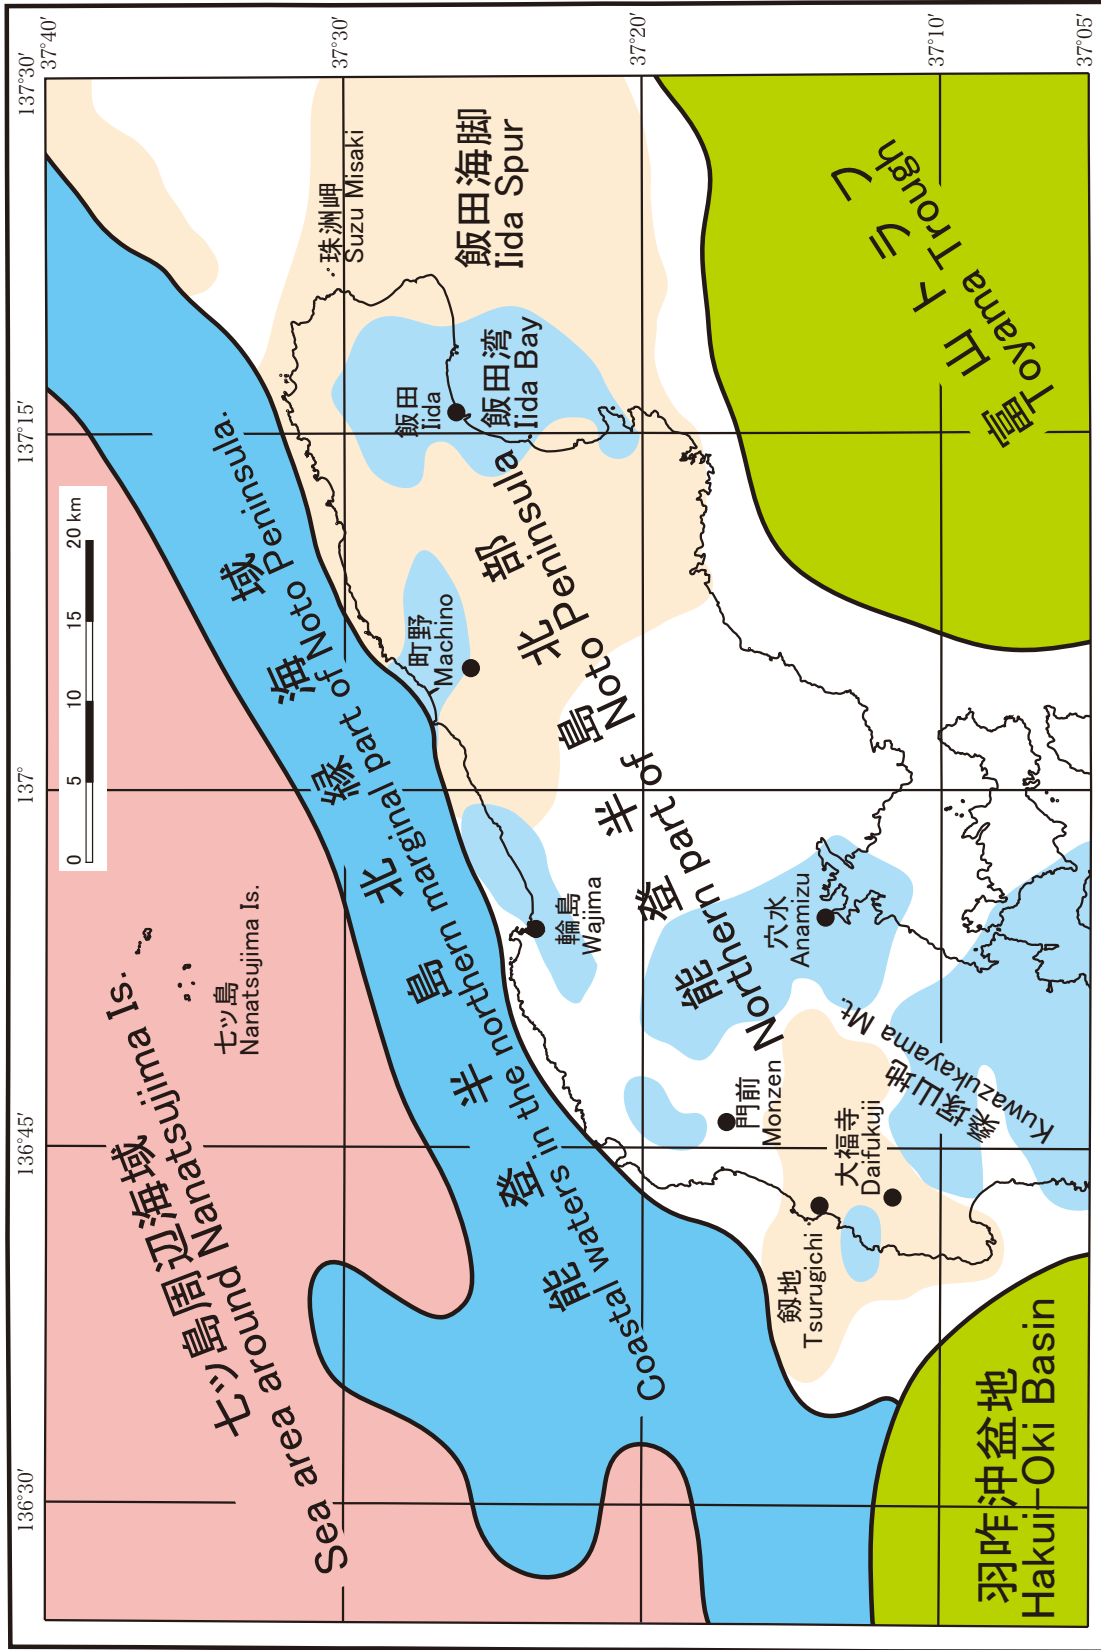 136°30′
136°45′
137°
137°15′
137°30′
37°40′
37°30′
37°20′
37°10′
37°05′
0 5 10 15 20 km
七ッ島周辺海域
Sea area around Nanatsujima Is.
七ッ島
Nanatsujima Is.
能登半島北縁海域
Coastal waters in the northern marginal part of Noto Peninsula.
珠洲岬
Suzu Misaki
飯田海脚
Iida Spur
飯田
Iida
飯田湾
Iida Bay
町野
Machino
能登半島北部
Northern part of Noto Peninsula
輪島
Wajima
穴水
Anamizu
門前
Monzen
大福寺
Daifukuji
剱地
Tsurugichi
桑塚山地
Kuwazukayama Mt.
富山トラフ
Toyama Trough
羽咋沖盆地
Hakui-Oki Basin